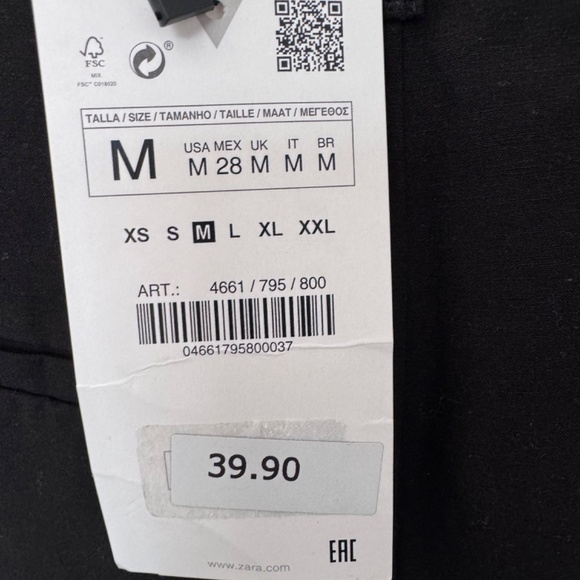 ®
FSC
MIX
FSC™ C018020
TALLA / SIZE / TAMANHO / TAILLE / MAAT / ΜΕΓΕΘΟΣ
M
USA MEX UK IT BR
M 28 M M M
XS S M L XL XXL
ART.: 4661 / 795 / 800
04661795800037
39.90
EAC
www.zara.com